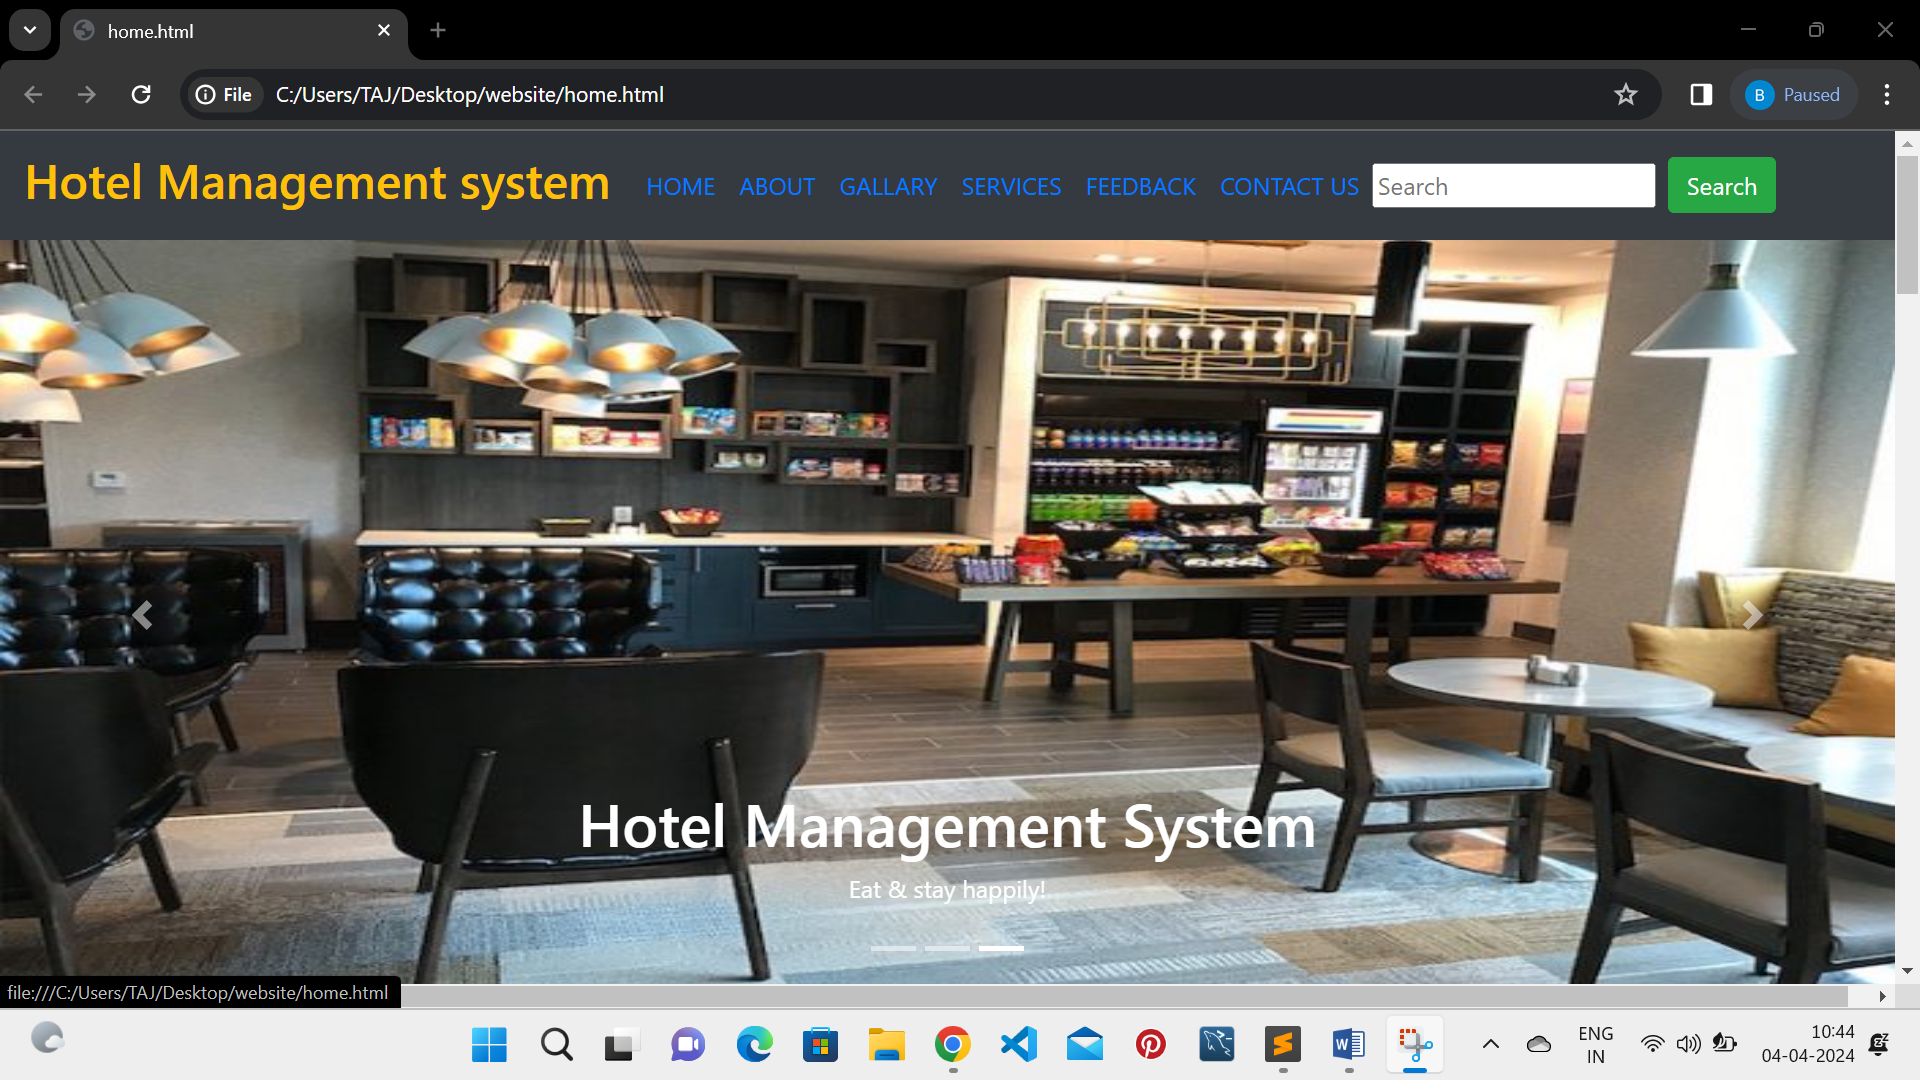 home.html
File C:/Users/TAJ/Desktop/website/home.html
B Paused
Hotel Management system HOME ABOUT GALLARY SERVICES FEEDBACK CONTACT US Search Search
Hotel Management System
Eat & stay happily!
file:///C:/Users/TAJ/Desktop/website/home.html
ENG
IN
10:44
04-04-2024